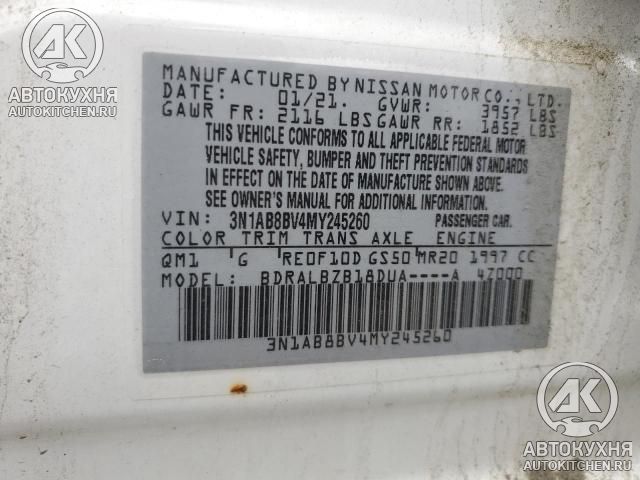 АК
АВТОКУХНЯ
AUTOKITCHEN.RU
MANUFACTURED BY NISSAN MOTOR CO., LTD.
DATE: 01/21. GVWR: 3957 LBS
GAWR FR: 2116 LBS GAWR RR: 1852 LBS
THIS VEHICLE CONFORMS TO ALL APPLICABLE FEDERAL MOTOR
VEHICLE SAFETY, BUMPER AND THEFT PREVENTION STANDARDS
IN EFFECT ON THE DATE OF MANUFACTURE SHOWN ABOVE.
SEE OWNER'S MANUAL FOR ADDITIONAL INFORMATION.
VIN: 3N1AB8BV4MY245260 PASSENGER CAR.
COLOR TRIM TRANS AXLE ENGINE
QM1 G RE0F10D GS50 MR20 1997 CC
MODEL: BDRALBZB18DUA----A 4Z000
3N1AB8BV4MY245260
АК
АВТОКУХНЯ
AUTOKITCHEN.RU